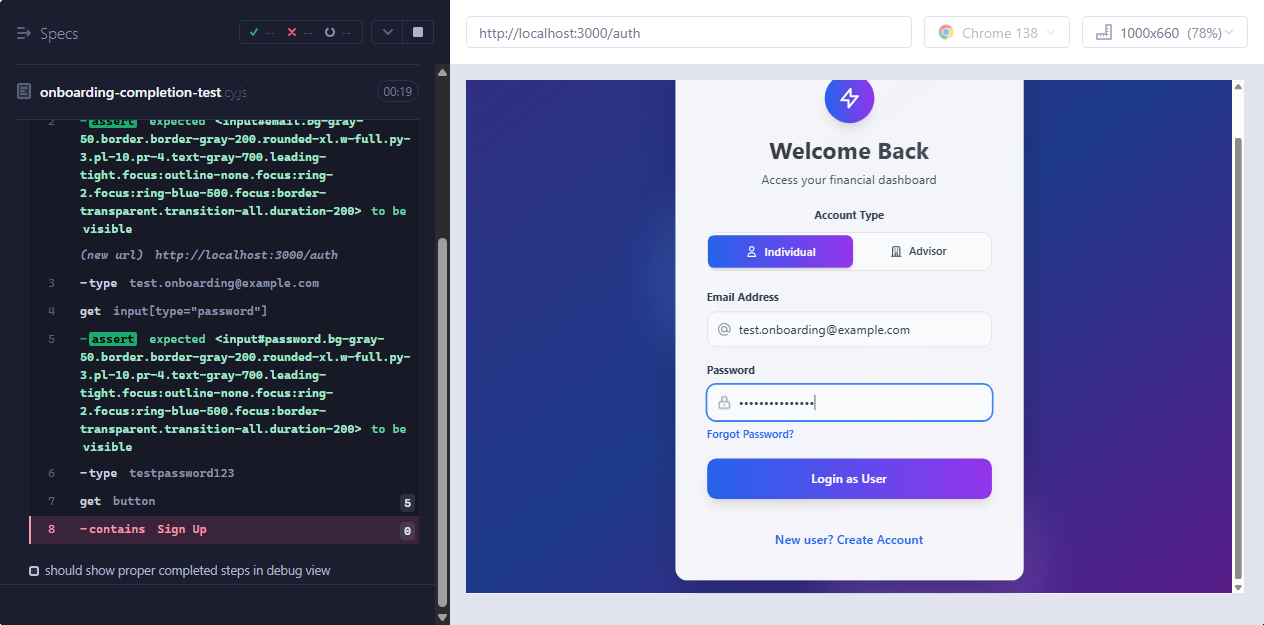 Specs
--
--
--
onboarding-completion-test cy.js
00:19
2 -assert expected <input#email.bg-gray-
50.border.border-gray-200.rounded-xl.w-full.py-
3.pl-10.pr-4.text-gray-700.leading-
tight.focus:outline-none.focus:ring-
2.focus:ring-blue-500.focus:border-
transparent.transition-all.duration-200> to be
visible
(new url) http://localhost:3000/auth
3 -type test.onboarding@example.com
4 get input[type="password"]
5 -assert expected <input#password.bg-gray-
50.border.border-gray-200.rounded-xl.w-full.py-
3.pl-10.pr-4.text-gray-700.leading-
tight.focus:outline-none.focus:ring-
2.focus:ring-blue-500.focus:border-
transparent.transition-all.duration-200> to be
visible
6 -type testpassword123
7 get button 5
8 -contains Sign Up 0
should show proper completed steps in debug view
http://localhost:3000/auth
Chrome 138
1000x660 (78%)
Welcome Back
Access your financial dashboard
Account Type
Individual
Advisor
Email Address
test.onboarding@example.com
Password
•••••••••••••••
Forgot Password?
Login as User
New user? Create Account